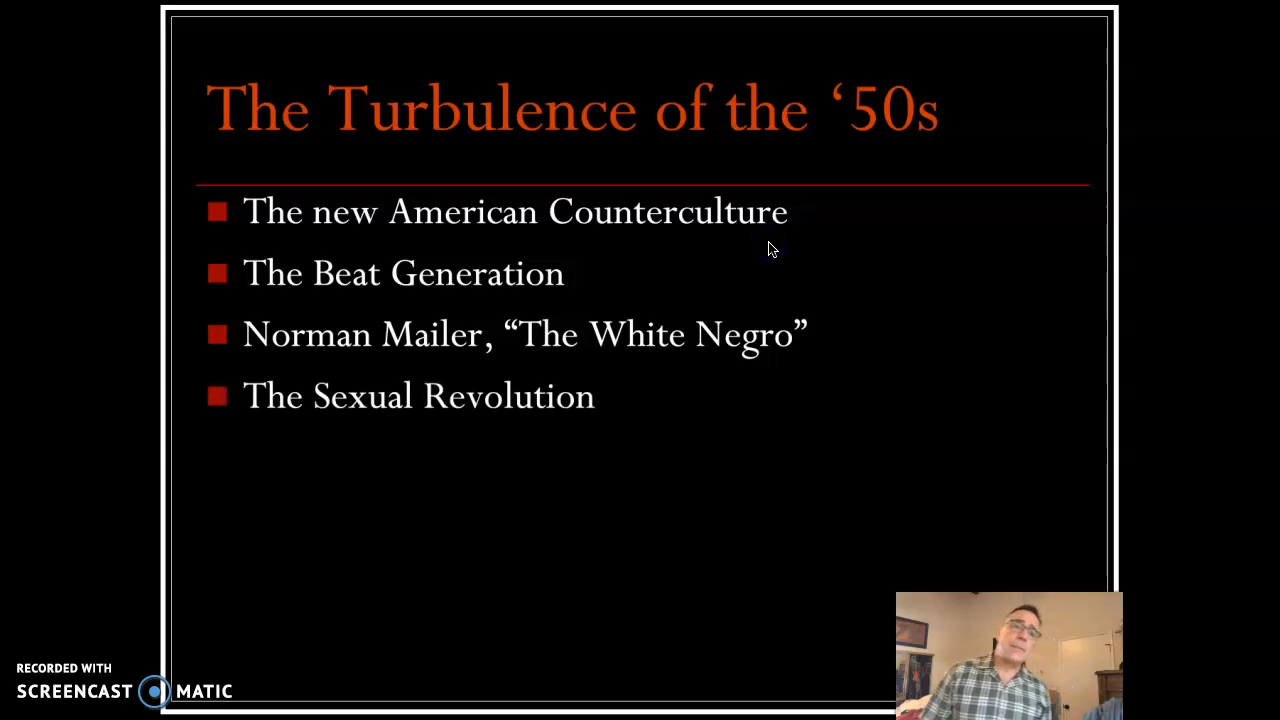 The Turbulence of the ‘50s
The new American Counterculture
The Beat Generation
Norman Mailer, “The White Negro”
The Sexual Revolution
RECORDED WITH
SCREENCAST MATIC